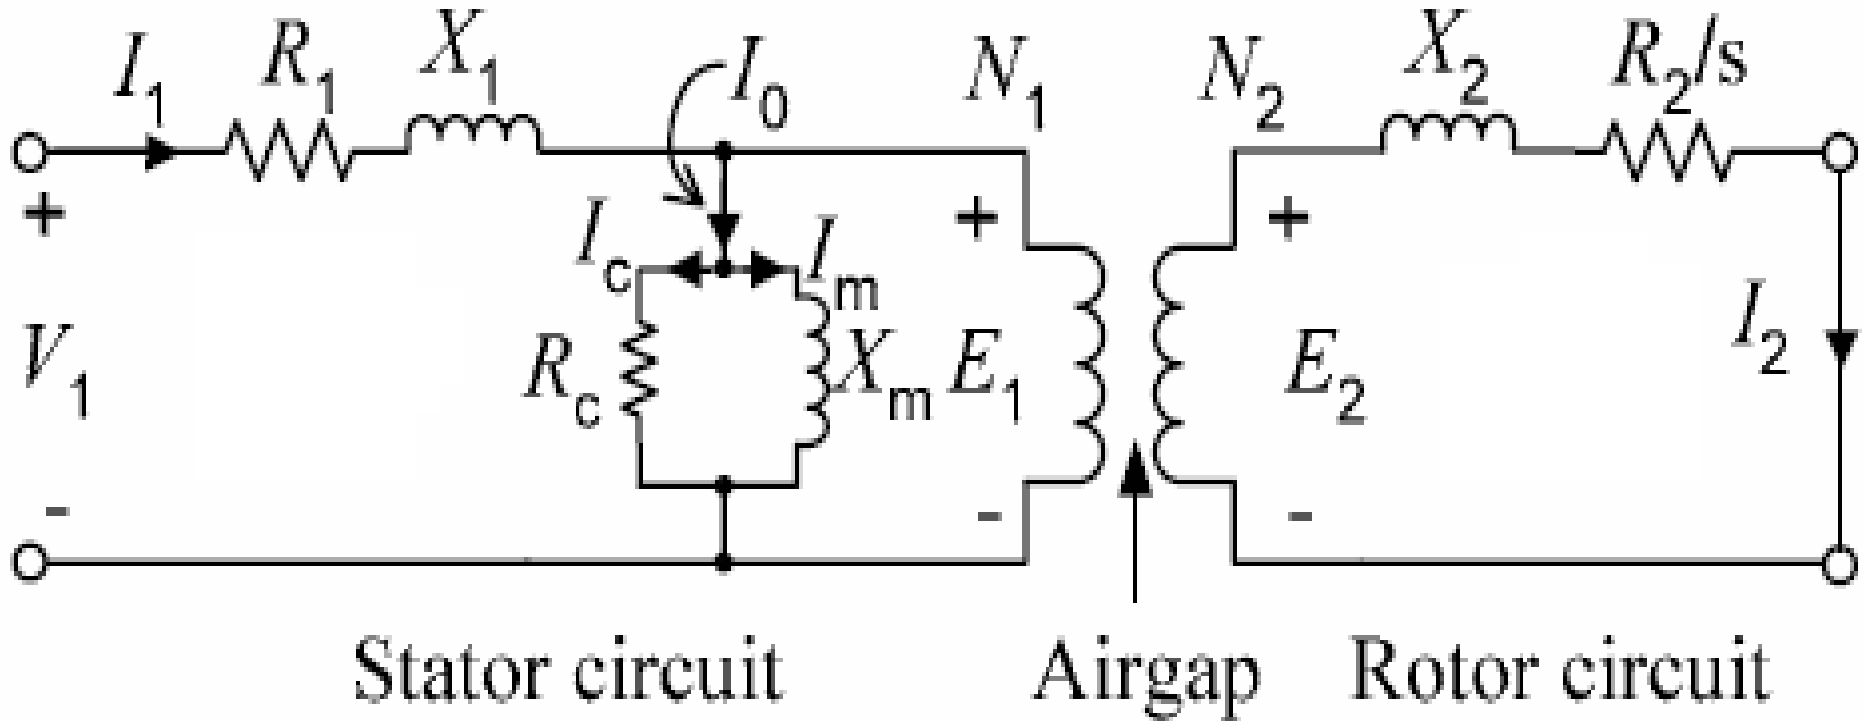 I1 R1 X1 I0 N1 N2 X2 R2/s
+ + +
Ic Im
V1 Rc Xm E1 E2 I2
- - -
Stator circuit Airgap Rotor circuit